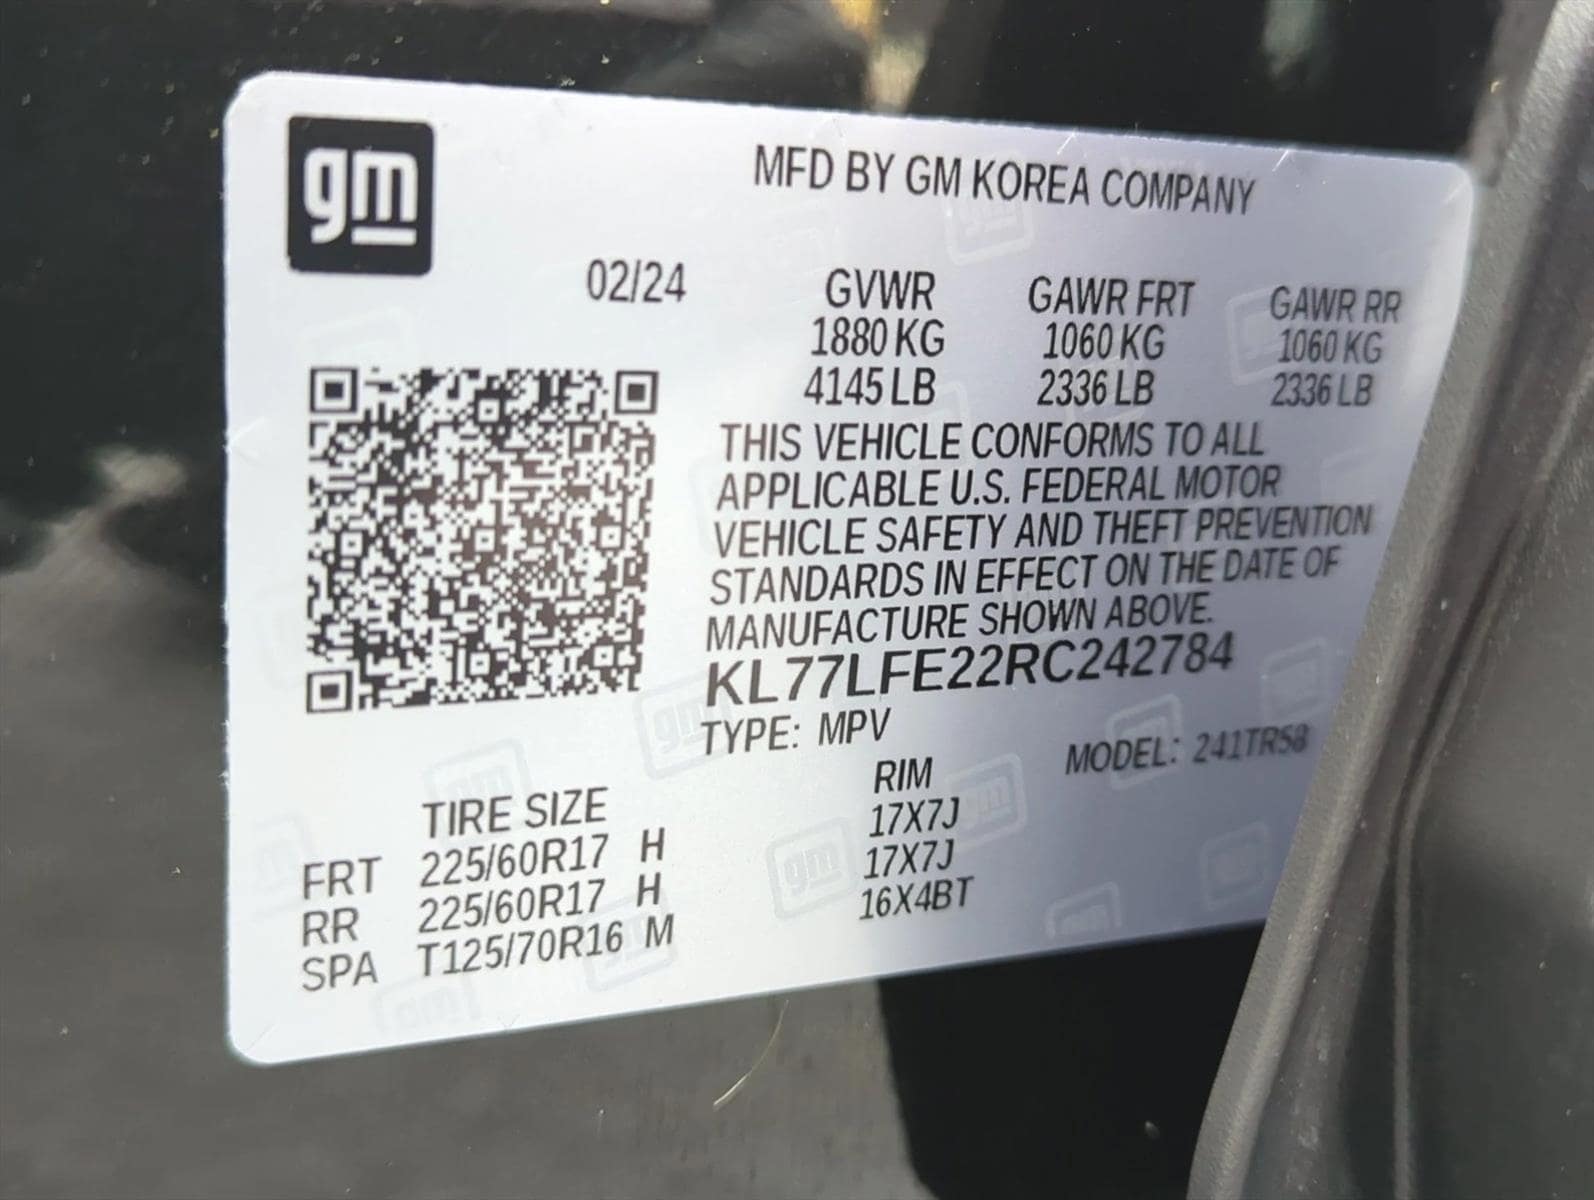 gm
MFD BY GM KOREA COMPANY
02/24
GVWR GAWR FRT GAWR RR
1880 KG 1060 KG 1060 KG
4145 LB 2336 LB 2336 LB
THIS VEHICLE CONFORMS TO ALL
APPLICABLE U.S. FEDERAL MOTOR
VEHICLE SAFETY AND THEFT PREVENTION
STANDARDS IN EFFECT ON THE DATE OF
MANUFACTURE SHOWN ABOVE.
KL77LFE22RC242784
TYPE: MPV MODEL: 241TR58
TIRE SIZE RIM
FRT 225/60R17 H 17X7J
RR 225/60R17 H 17X7J
SPA T125/70R16 M 16X4BT